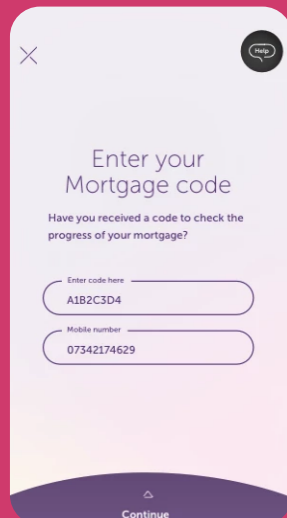 Help
Enter your
Mortgage code
Have you received a code to check the
progress of your mortgage?
Enter code here
A1B2C3D4
Mobile number
07342174629
Continue